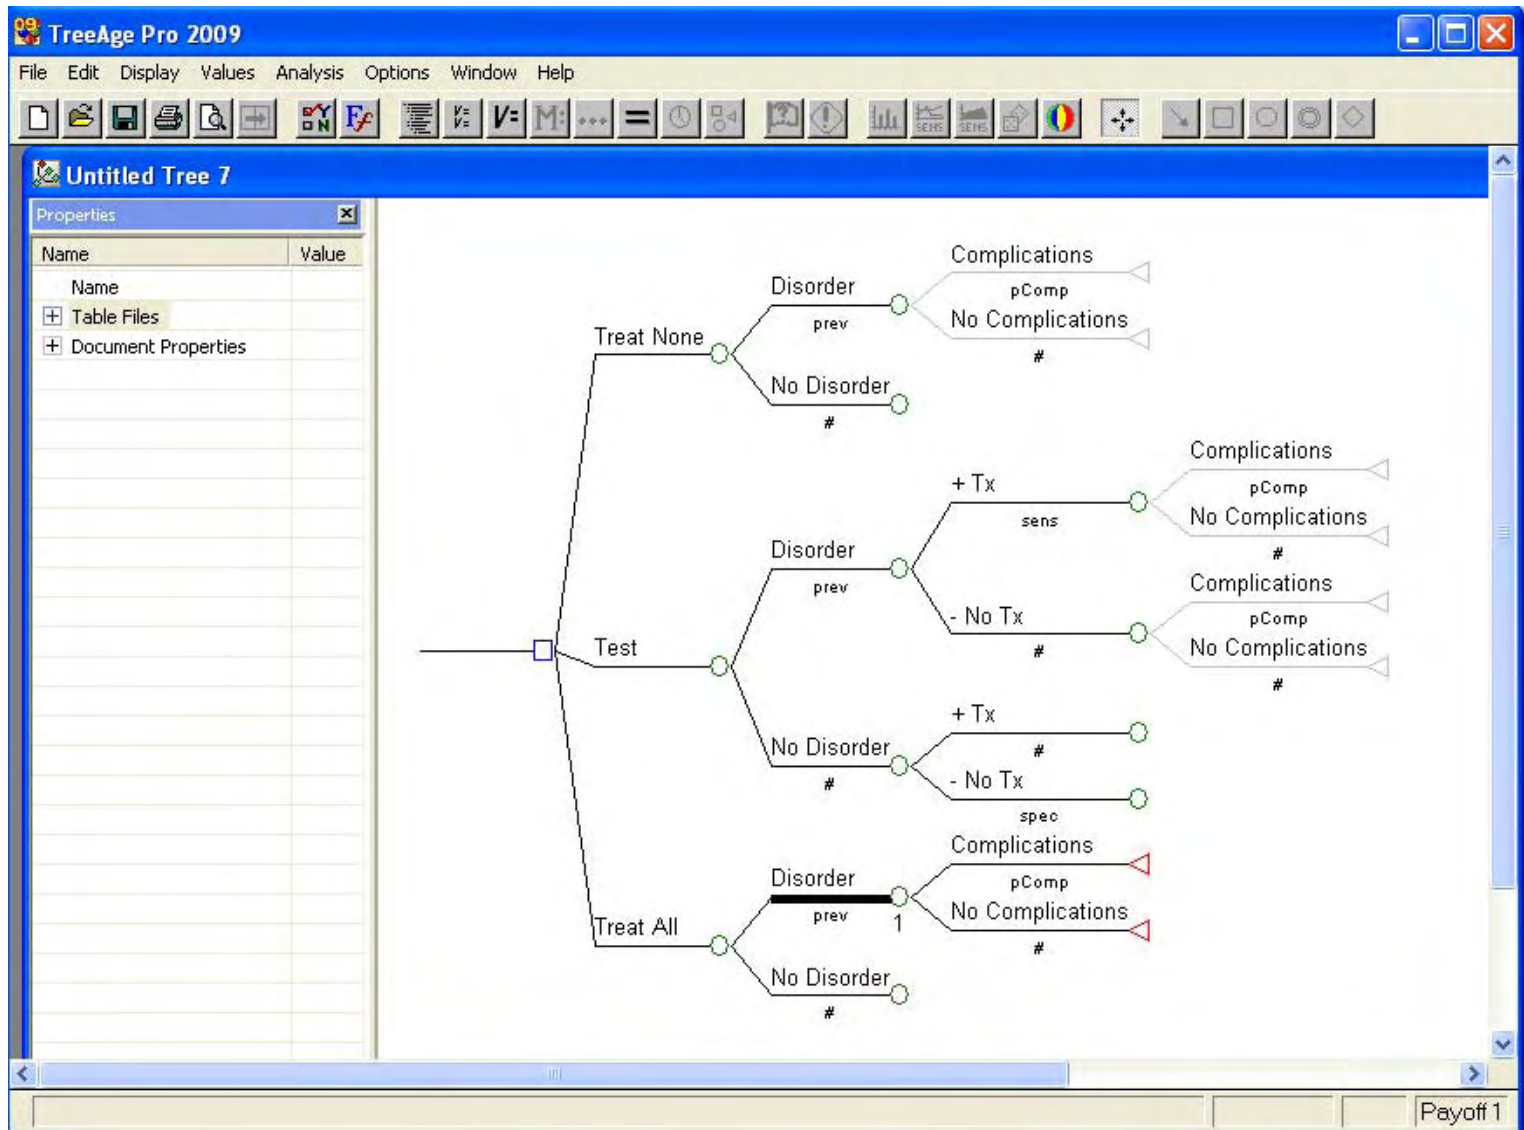 TreeAge Pro 2009
File Edit Display Values Analysis Options Window Help
Untitled Tree 7
Properties
Name Value
Name
Table Files
Document Properties
Complications
pComp
Disorder
prev
No Complications
#
Treat None
No Disorder
#
Complications
pComp
+ Tx
sens
No Complications
#
Disorder
prev
Complications
pComp
- No Tx
#
No Complications
#
Test
+ Tx
#
No Disorder
#
- No Tx
spec
Complications
pComp
Disorder
prev
1
No Complications
#
Treat All
No Disorder
#
Payoff 1